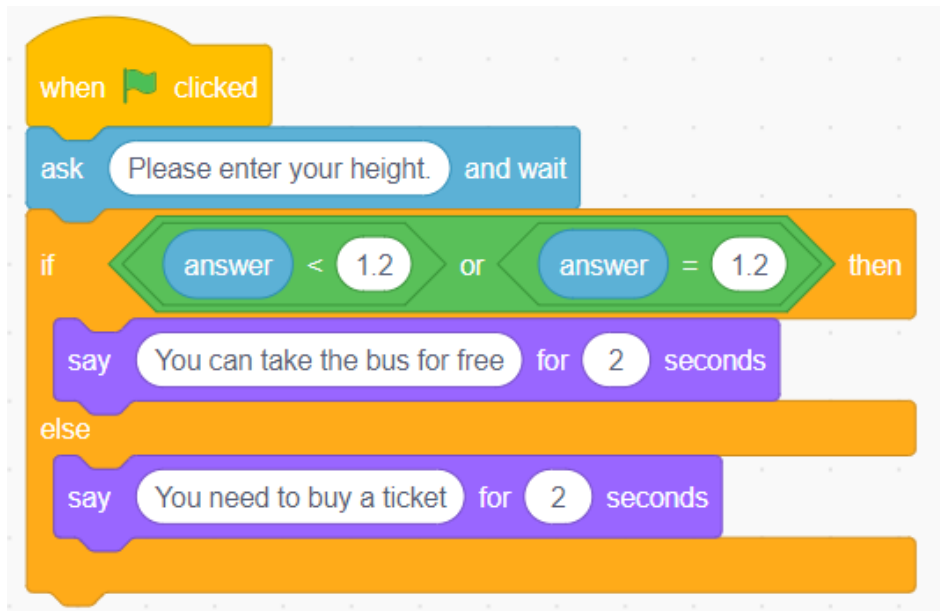 when clicked
ask Please enter your height. and wait
if answer < 1.2 or answer = 1.2 then
say You can take the bus for free for 2 seconds
else
say You need to buy a ticket for 2 seconds